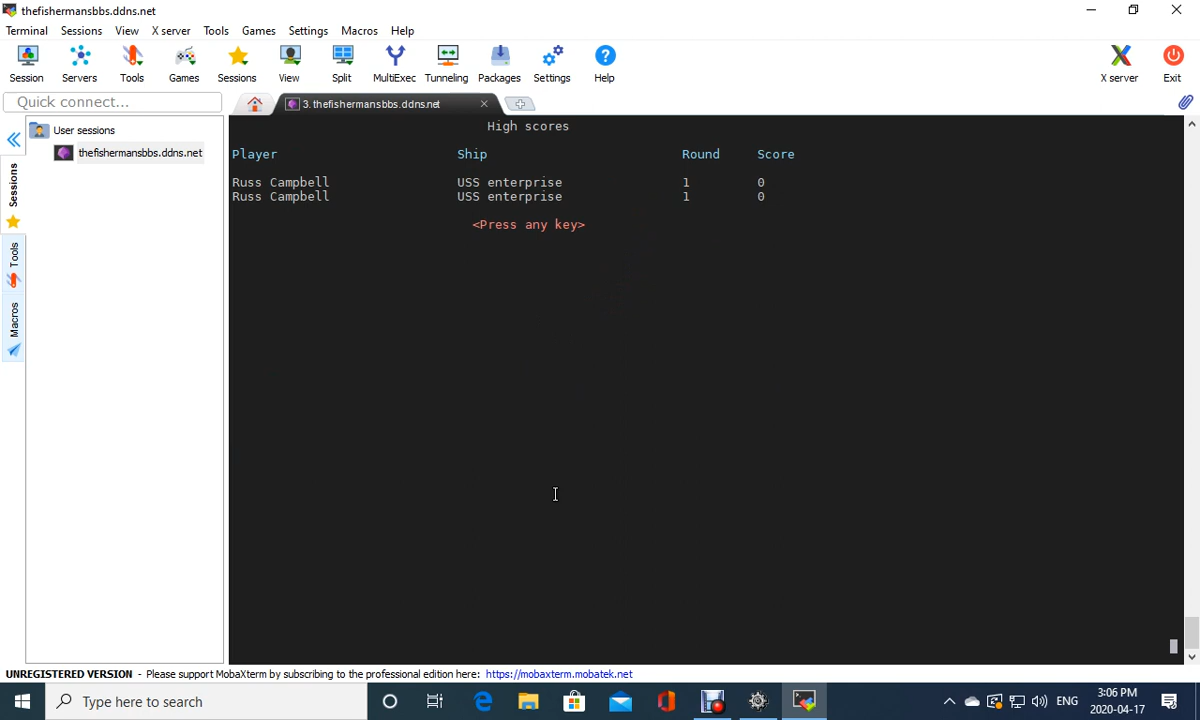 thefishermansbbs.ddns.net
Terminal Sessions View X server Tools Games Settings Macros Help
Session Servers Tools Games Sessions View Split MultiExec Tunneling Packages Settings Help X server Exit
Quick connect...
3. thefishermansbbs.ddns.net
User sessions
thefishermansbbs.ddns.net
Sessions
Tools
Macros
High scores
Player Ship Round Score
Russ Campbell USS enterprise 1 0
Russ Campbell USS enterprise 1 0
<Press any key>
UNREGISTERED VERSION - Please support MobaXterm by subscribing to the professional edition here: https://mobaxterm.mobatek.net
Type here to search
ENG
3:06 PM
2020-04-17